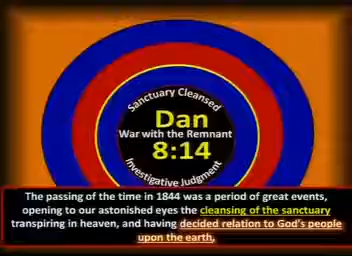 Sanctuary Cleansed
Dan
War with the Remnant
8:14
Investigative Judgment
The passing of the time in 1844 was a period of great events,
opening to our astonished eyes the cleansing of the sanctuary
transpiring in heaven, and having decided relation to God's people
upon the earth,